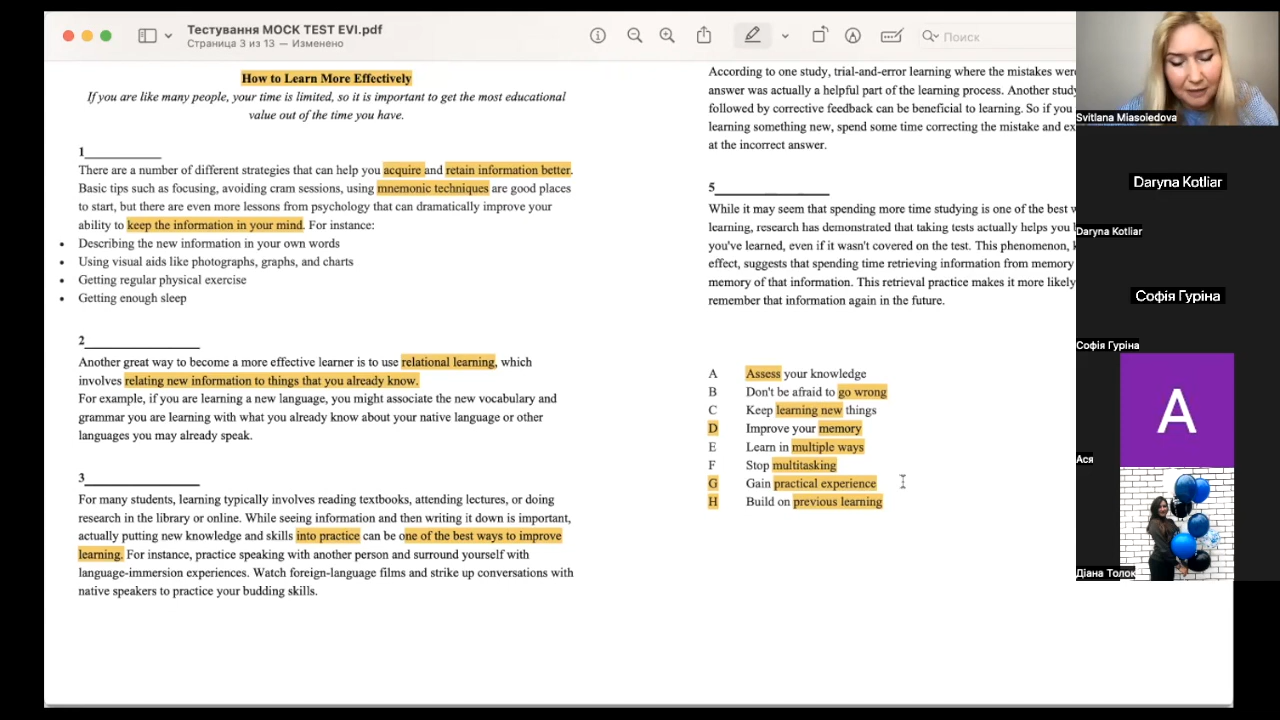 Тестування MOCK TEST EVI.pdf
Страница 3 из 13 — Изменено
Поиск
How to Learn More Effectively
If you are like many people, your time is limited, so it is important to get the most educational
value out of the time you have.
1
There are a number of different strategies that can help you acquire and retain information better.
Basic tips such as focusing, avoiding cram sessions, using mnemonic techniques are good places
to start, but there are even more lessons from psychology that can dramatically improve your
ability to keep the information in your mind. For instance:
• Describing the new information in your own words
• Using visual aids like photographs, graphs, and charts
• Getting regular physical exercise
• Getting enough sleep
2
Another great way to become a more effective learner is to use relational learning, which
involves relating new information to things that you already know.
For example, if you are learning a new language, you might associate the new vocabulary and
grammar you are learning with what you already know about your native language or other
languages you may already speak.
3
For many students, learning typically involves reading textbooks, attending lectures, or doing
research in the library or online. While seeing information and then writing it down is important,
actually putting new knowledge and skills into practice can be one of the best ways to improve
learning. For instance, practice speaking with another person and surround yourself with
language-immersion experiences. Watch foreign-language films and strike up conversations with
native speakers to practice your budding skills.
According to one study, trial-and-error learning where the mistakes were
answer was actually a helpful part of the learning process. Another stud
followed by corrective feedback can be beneficial to learning. So if you
learning something new, spend some time correcting the mistake and ex
at the incorrect answer.
5
While it may seem that spending more time studying is one of the best w
learning, research has demonstrated that taking tests actually helps you
you've learned, even if it wasn't covered on the test. This phenomenon,
effect, suggests that spending time retrieving information from memory
memory of that information. This retrieval practice makes it more likely
remember that information again in the future.
A Assess your knowledge
B Don't be afraid to go wrong
C Keep learning new things
D Improve your memory
E Learn in multiple ways
F Stop multitasking
G Gain practical experience
H Build on previous learning
Svitlana Miasoiedova
Daryna Kotliar
Daryna Kotliar
Софія Гуріна
Софія Гуріна
А
Ася
Діана Толок